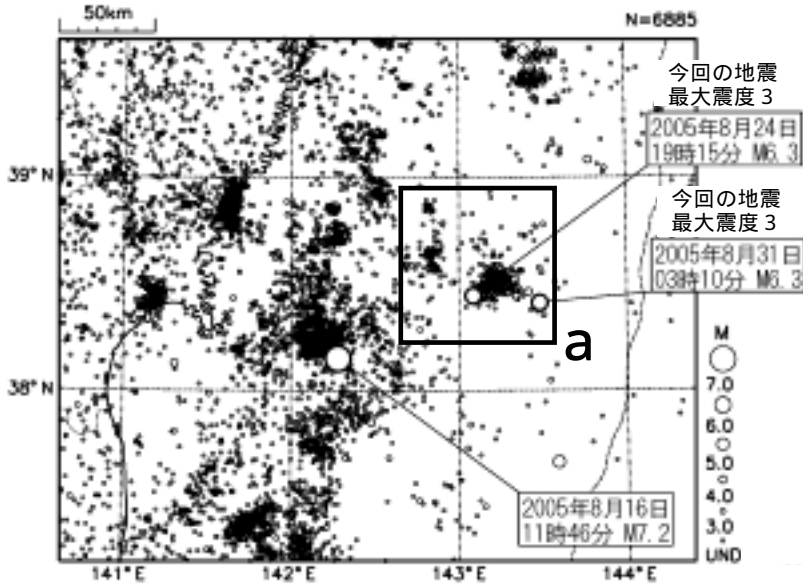 50km
N=6885
今回の地震
最大震度3
2005年8月24日
19時15分 M6.3
39°N
今回の地震
最大震度3
2005年8月31日
03時10分 M6.3
a
M
38°N
7.0
6.0
5.0
4.0
2005年8月16日
11時46分 M7.2
3.0
UND
141°E
142°E
143°E
144°E